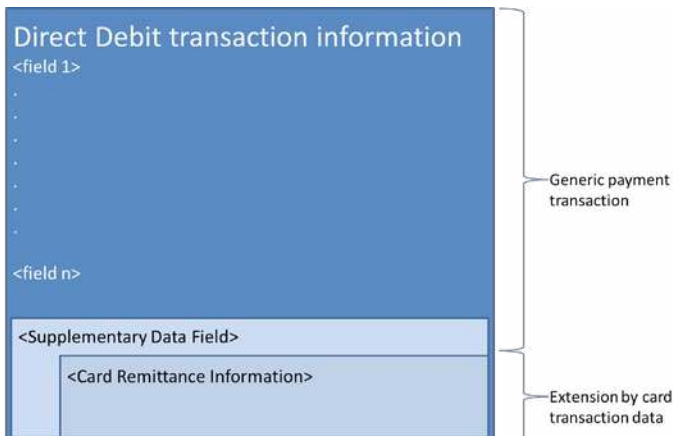 Direct Debit transaction information
<field 1>
.
.
.
.
.
.
.
<field n>
<Supplementary Data Field>
<Card Remittance Information>
Generic payment
transaction
Extension by card
transaction data